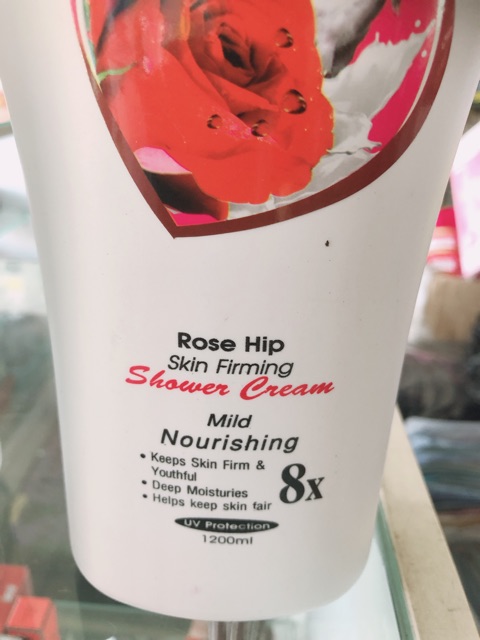 Rose Hip
Skin Firming
Shower Cream
Mild
Nourishing
• Keeps Skin Firm &
Youthful
• Deep Moisturies
• Helps keep skin fair
8x
UV Protection
1200ml